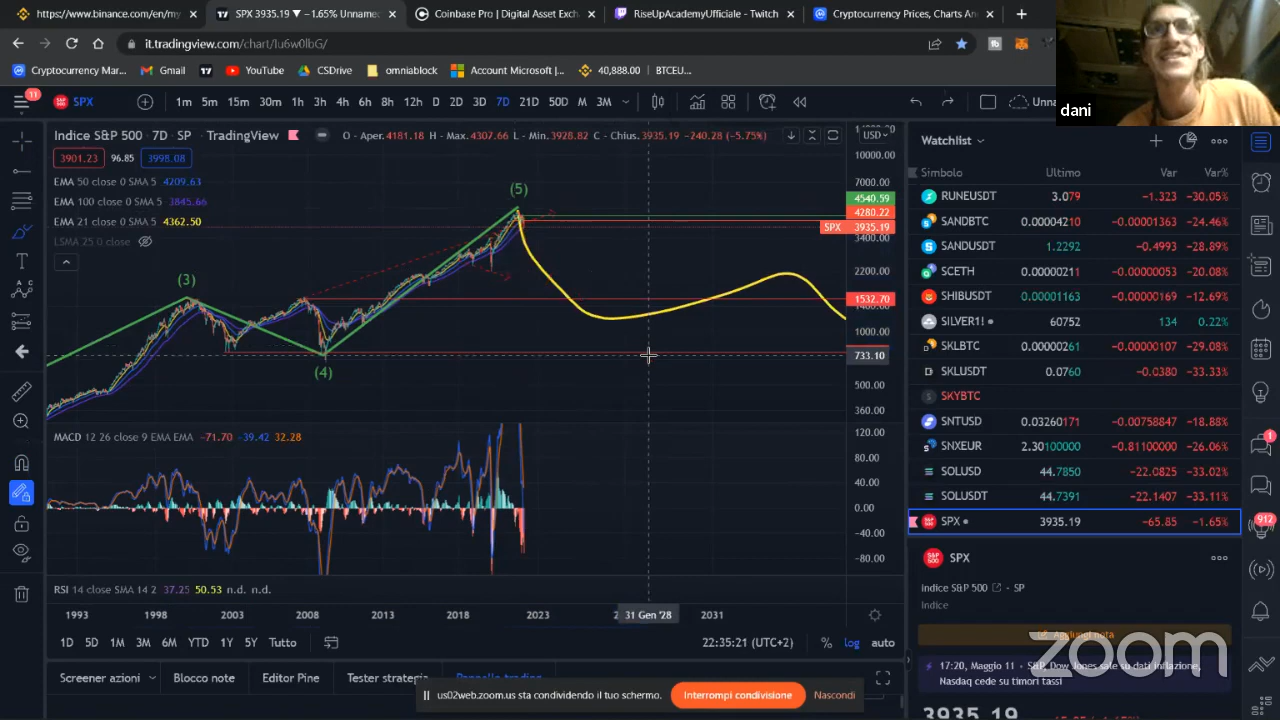 https://www.binance.com/en/my
SPX 3935.19 ▼ −1.65% Unname
Coinbase Pro | Digital Asset Exch
RiseUpAcademyUfficiale - Twitch
Cryptocurrency Prices, Charts An
it.tradingview.com/chart/Iu6w0lbG/
Cryptocurrency Mar...
Gmail
YouTube
CSDrive
omniablock
Account Microsoft |...
40,888.00
BTCEU...
dani
11
SPX
1m 5m 15m 30m 1h 3h 4h 6h 8h 12h D 2D 3D 7D 21D 50D M 3M
Unna
Indice S&P 500 · 7D · SP · TradingView
O - Aper.4181.18 H - Max.4307.66 L - Min.3928.82 C - Chius.3935.19 −240.28 (−5.75%)
USD
3901.23 96.85 3998.08
EMA 50 close 0 SMA 5 4209.63
EMA 100 close 0 SMA 5 3845.66
EMA 21 close 0 SMA 5 4362.50
LSMA 25 0 close
(3)
(4)
(5)
10000.00
7000.00
4540.59
4280.22
SPX 3935.19
3400.00
2200.00
1532.70
1000.00
733.10
500.00
360.00
MACD 12 26 close 9 EMA EMA −71.70 −39.42 32.28
120.00
80.00
40.00
0.00
−40.00
−80.00
RSI 14 close SMA 14 2 37.25 50.53 n.d. n.d.
1993 1998 2003 2008 2013 2018 2023 31 Gen '28 2031
1D 5D 1M 3M 6M YTD 1Y 5Y Tutto
22:35:21 (UTC+2)
% log auto
Screener azioni
Blocco note
Editor Pine
Tester strategia
Pannello trading
us02web.zoom.us sta condividendo il tuo schermo.
Interrompi condivisione
Nascondi
Watchlist
Simbolo Ultimo Var Var%
RUNEUSDT 3.079 −1.323 −30.05%
SANDBTC 0.00004210 −0.00001363 −24.46%
SANDUSDT 1.2292 −0.4993 −28.89%
SCETH 0.00000211 −0.00000053 −20.08%
SHIBUSDT 0.00001163 −0.00000169 −12.69%
SILVER1! 60752 134 0.22%
SKLBTC 0.00000261 −0.00000107 −29.08%
SKLUSDT 0.0760 −0.0380 −33.33%
SKYBTC
SNTUSD 0.03260171 −0.00758847 −18.88%
SNXEUR 2.30100000 −0.81100000 −26.06%
SOLUSD 44.7850 −22.0825 −33.02%
SOLUSDT 44.7391 −22.1407 −33.11%
SPX 3935.19 −65.85 −1.65%
1
912
SPX
Indice S&P 500 · SP
Indice
Aggiungi nota
17:20, Maggio 11 · S&P, Dow Jones sale su dati inflazione,
Nasdaq cede su timori tassi
3935.19
zoom